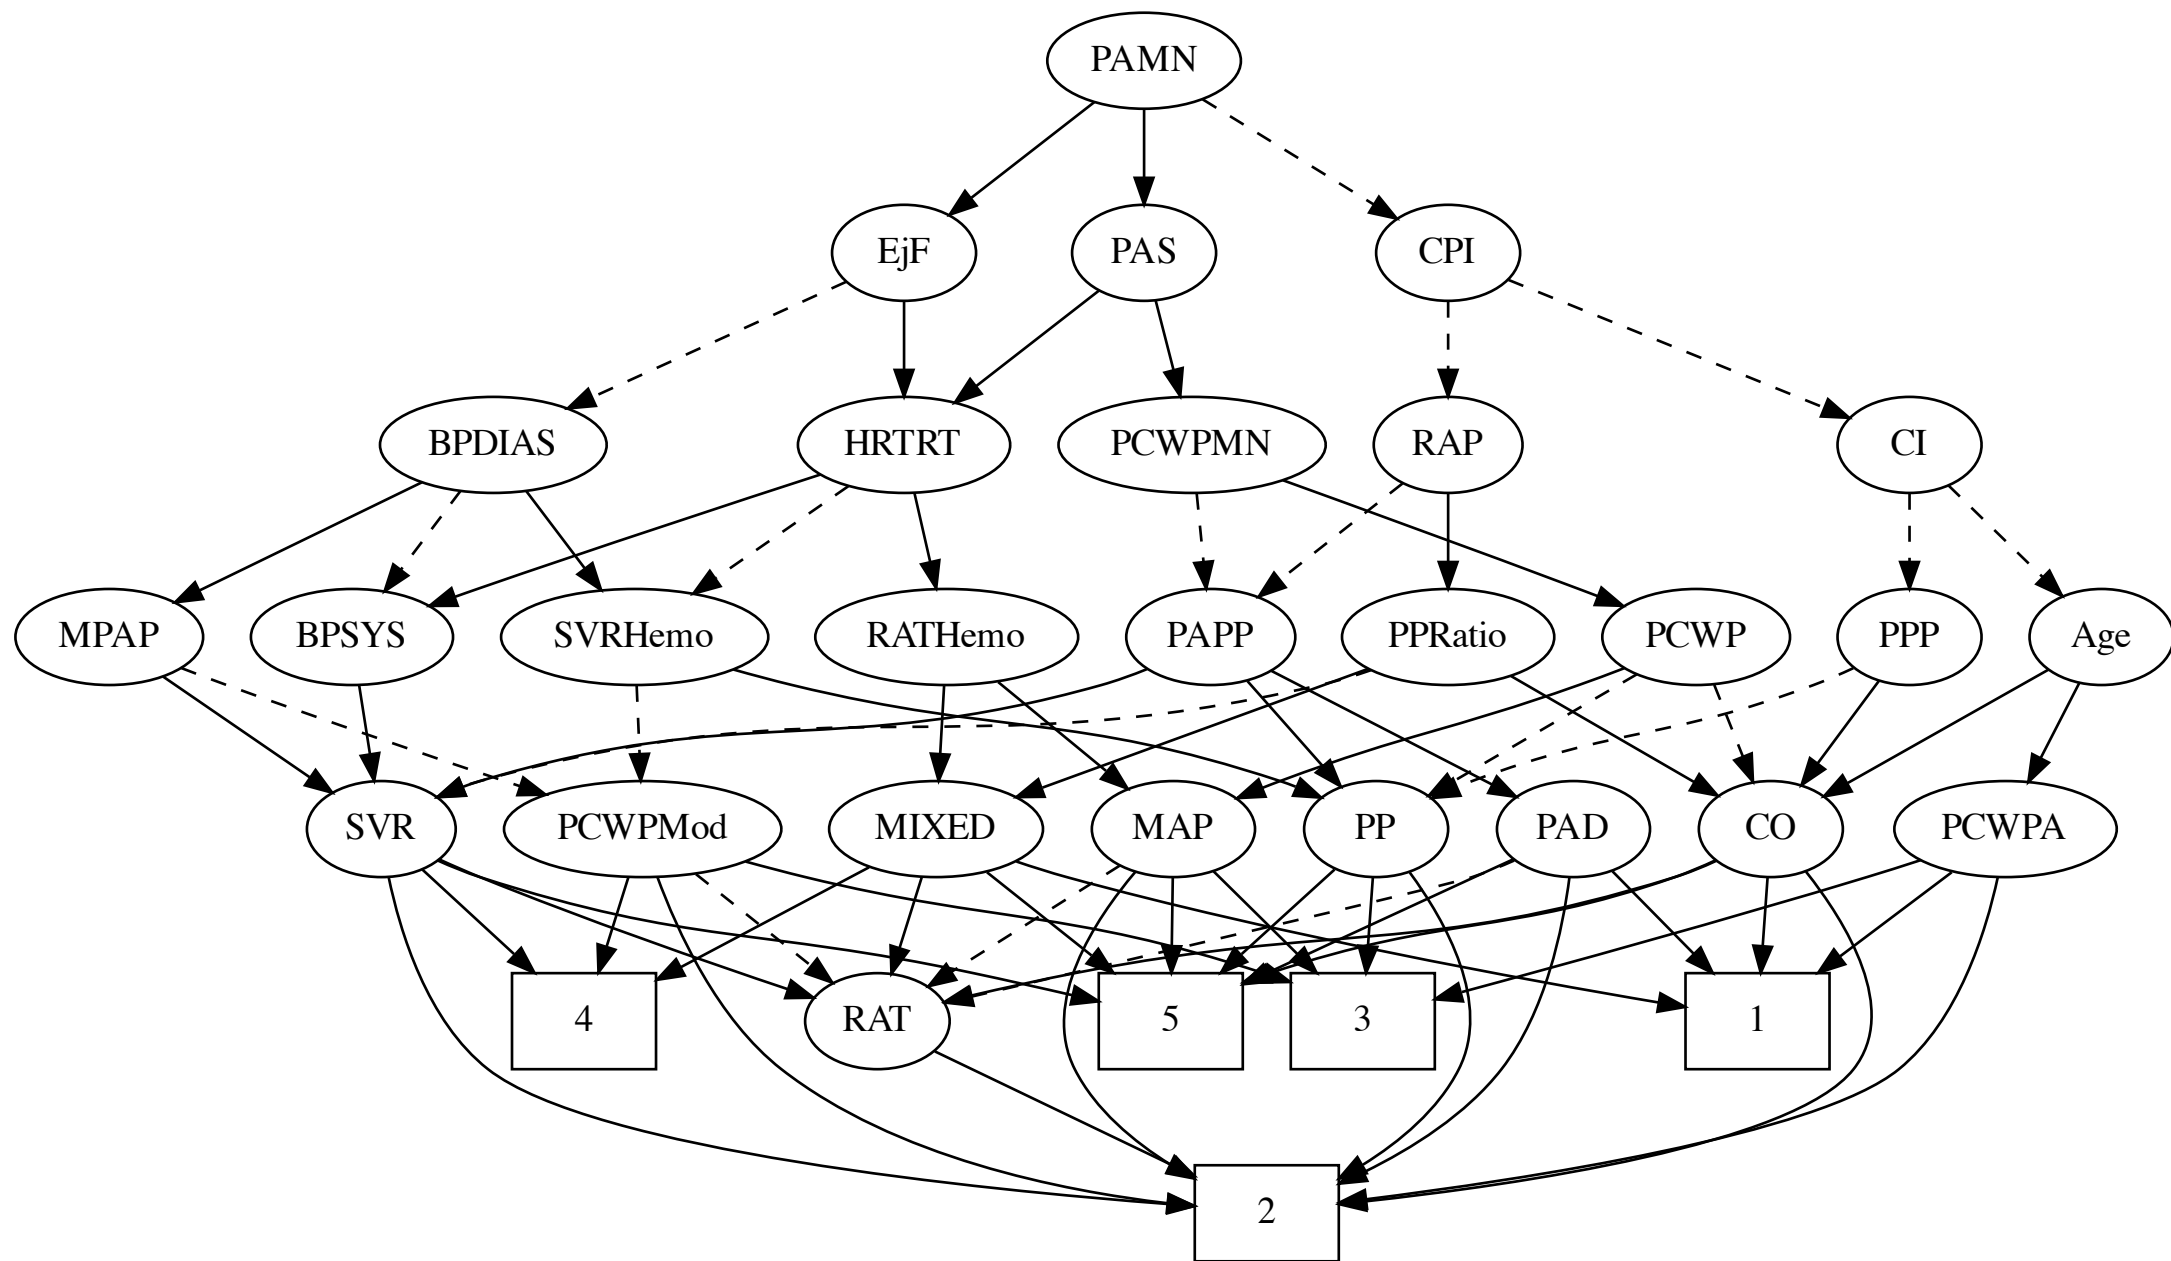 PAMN
EjF
PAS
CPI
BPDIAS
HRTRT
PCWPMN
RAP
CI
MPAP
BPSYS
SVRHemo
RATHemo
PAPP
PPRatio
PCWP
PPP
Age
SVR
PCWPMod
MIXED
MAP
PP
PAD
CO
PCWPA
4
RAT
5
3
1
2